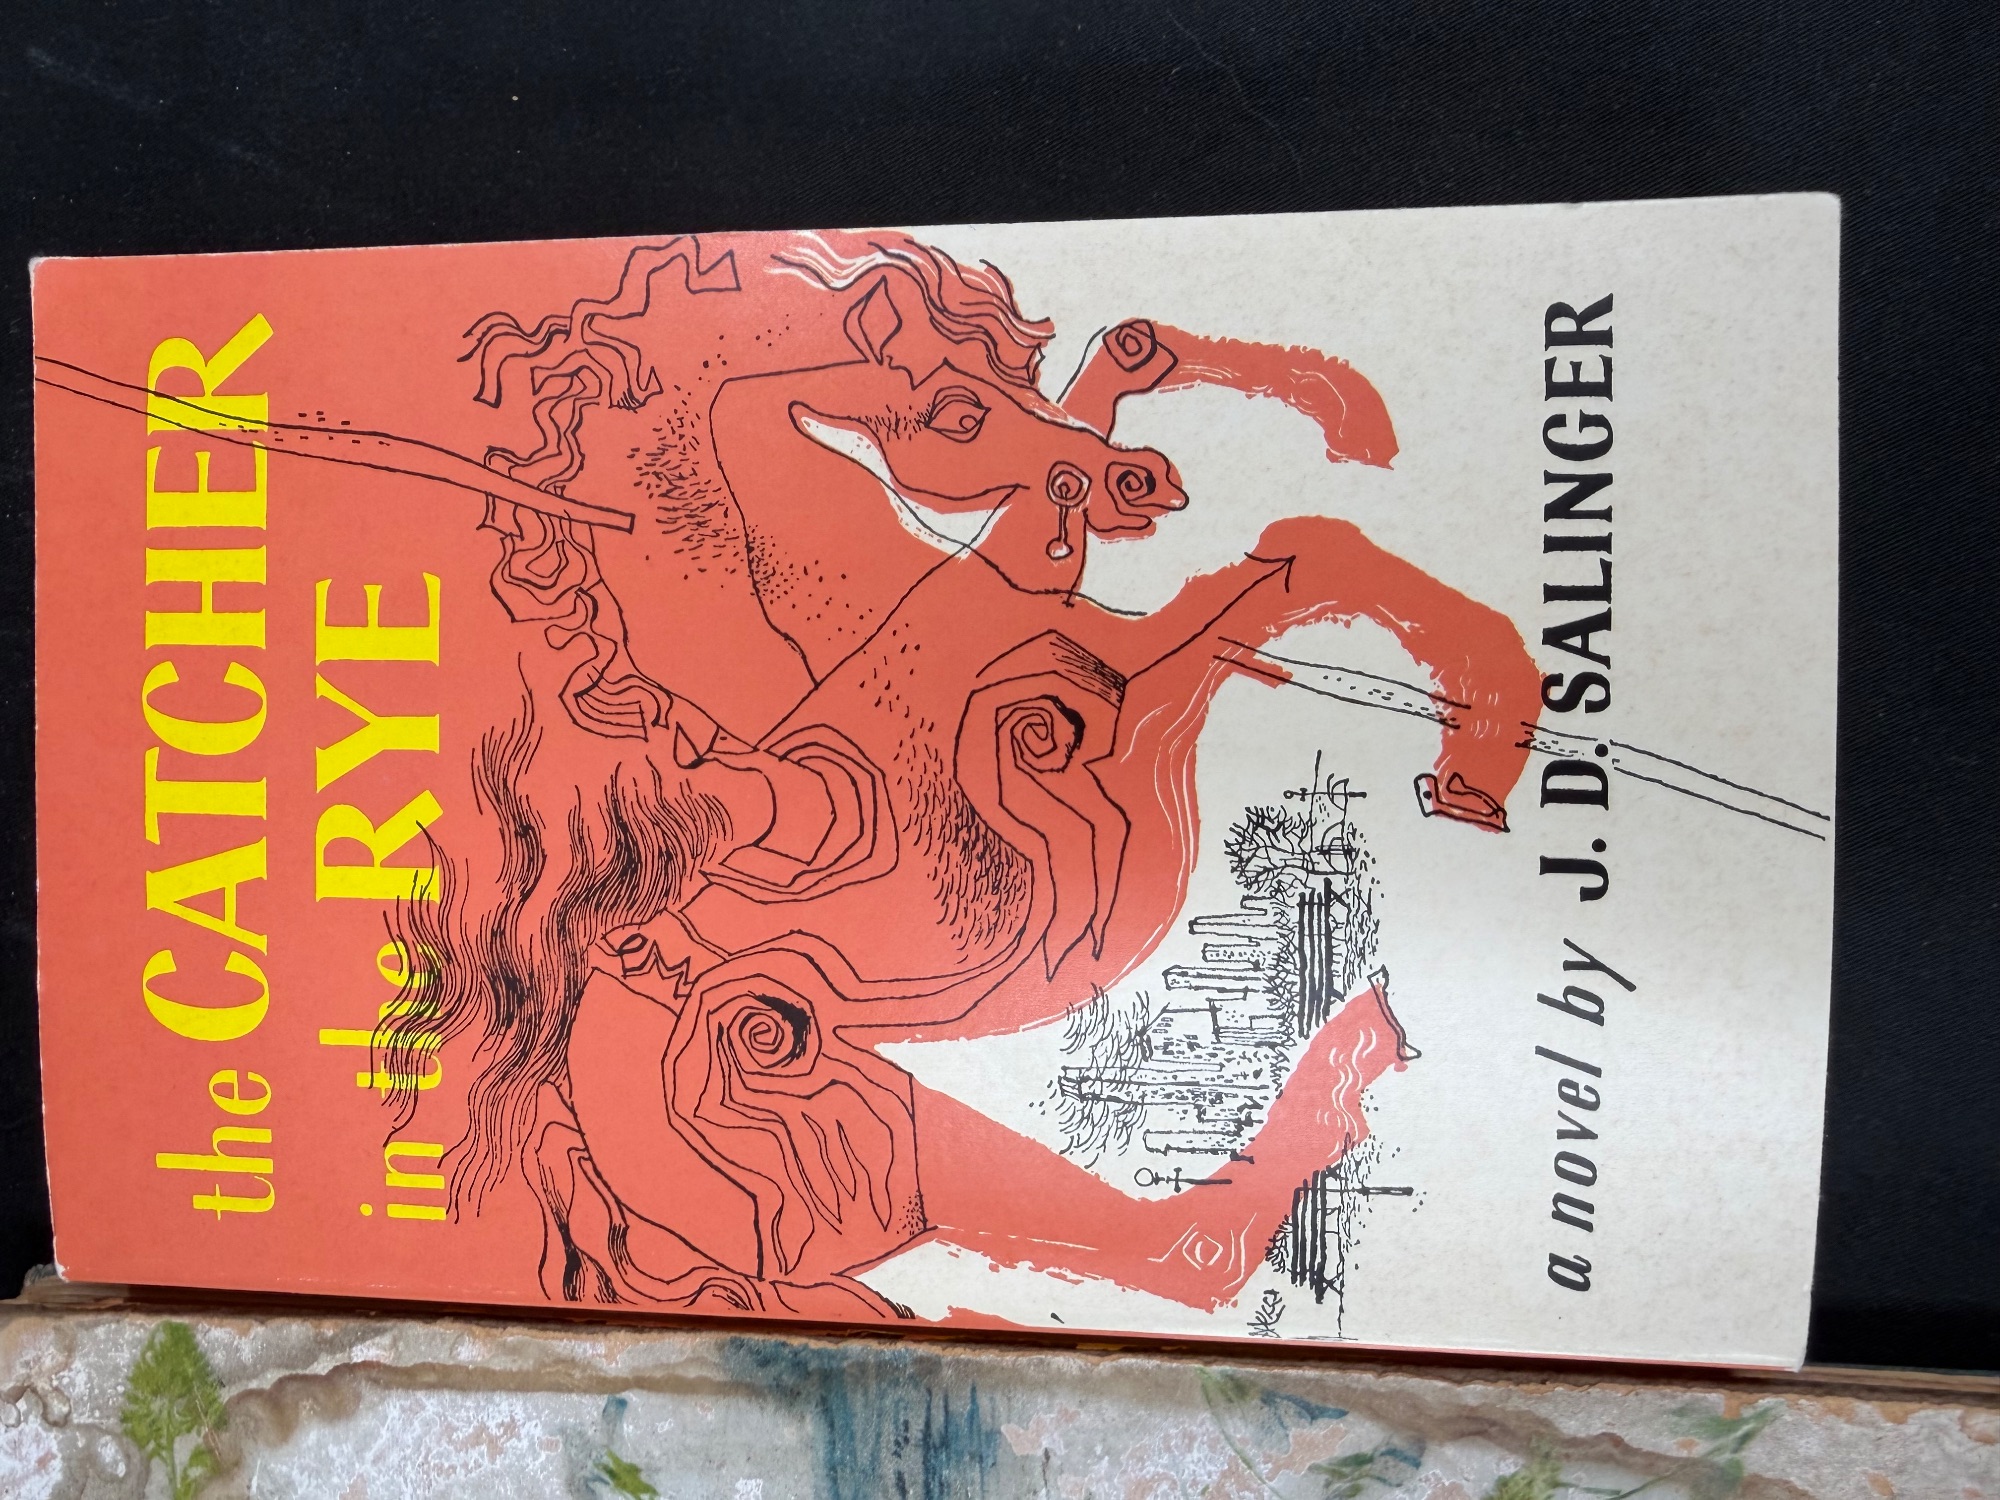 the CATCHER
in the RYE
a novel by J. D. SALINGER